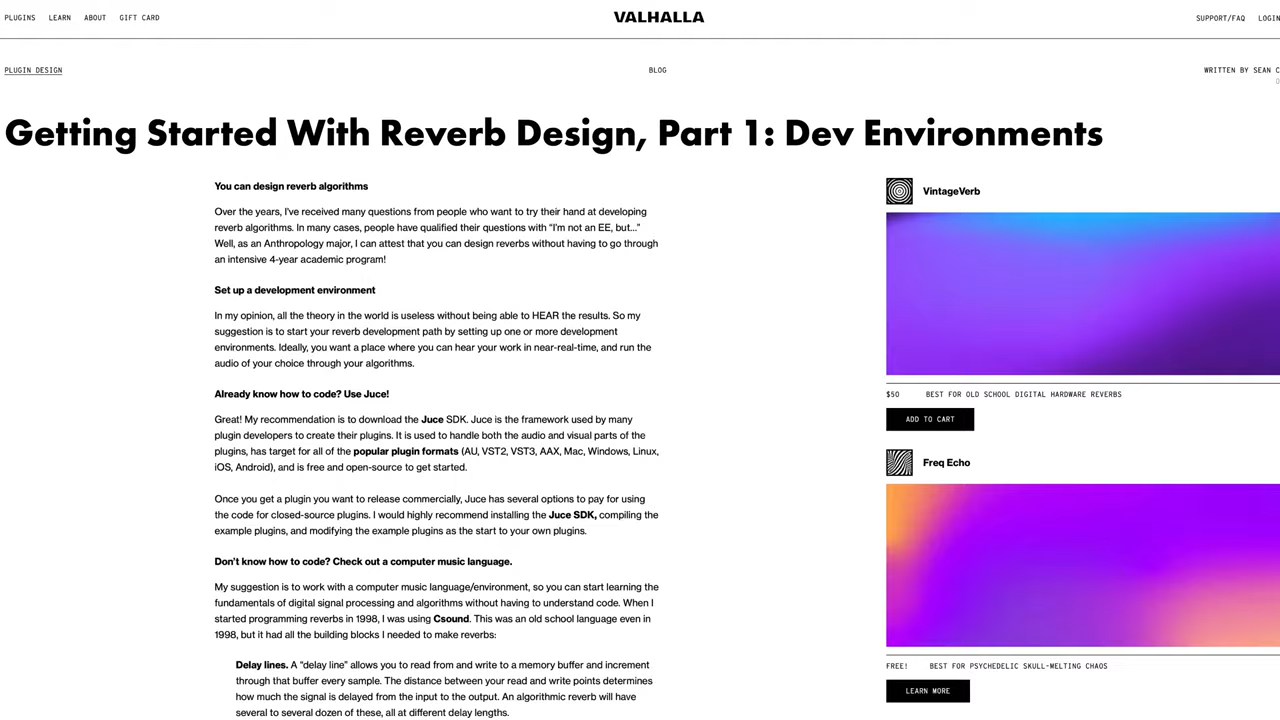 PLUGINS LEARN ABOUT GIFT CARD
VALHALLA
SUPPORT/FAQ LOGIN
PLUGIN DESIGN
BLOG
WRITTEN BY SEAN C
Getting Started With Reverb Design, Part 1: Dev Environments
You can design reverb algorithms
Over the years, I've received many questions from people who want to try their hand at developing
reverb algorithms. In many cases, people have qualified their questions with “I'm not an EE, but...”
Well, as an Anthropology major, I can attest that you can design reverbs without having to go through
an intensive 4-year academic program!
Set up a development environment
In my opinion, all the theory in the world is useless without being able to HEAR the results. So my
suggestion is to start your reverb development path by setting up one or more development
environments. Ideally, you want a place where you can hear your work in near-real-time, and run the
audio of your choice through your algorithms.
Already know how to code? Use Juce!
Great! My recommendation is to download the Juce SDK. Juce is the framework used by many
plugin developers to create their plugins. It is used to handle both the audio and visual parts of the
plugins, has target for all of the popular plugin formats (AU, VST2, VST3, AAX, Mac, Windows, Linux,
iOS, Android), and is free and open-source to get started.
Once you get a plugin you want to release commercially, Juce has several options to pay for using
the code for closed-source plugins. I would highly recommend installing the Juce SDK, compiling the
example plugins, and modifying the example plugins as the start to your own plugins.
Don't know how to code? Check out a computer music language.
My suggestion is to work with a computer music language/environment, so you can start learning the
fundamentals of digital signal processing and algorithms without having to understand code. When I
started programming reverbs in 1998, I was using Csound. This was an old school language even in
1998, but it had all the building blocks I needed to make reverbs:
Delay lines. A “delay line” allows you to read from and write to a memory buffer and increment
through that buffer every sample. The distance between your read and write points determines
how much the signal is delayed from the input to the output. An algorithmic reverb will have
several to several dozen of these, all at different delay lengths.
VintageVerb
$50 BEST FOR OLD SCHOOL DIGITAL HARDWARE REVERBS
ADD TO CART
Freq Echo
FREE! BEST FOR PSYCHEDELIC SKULL-MELTING CHAOS
LEARN MORE